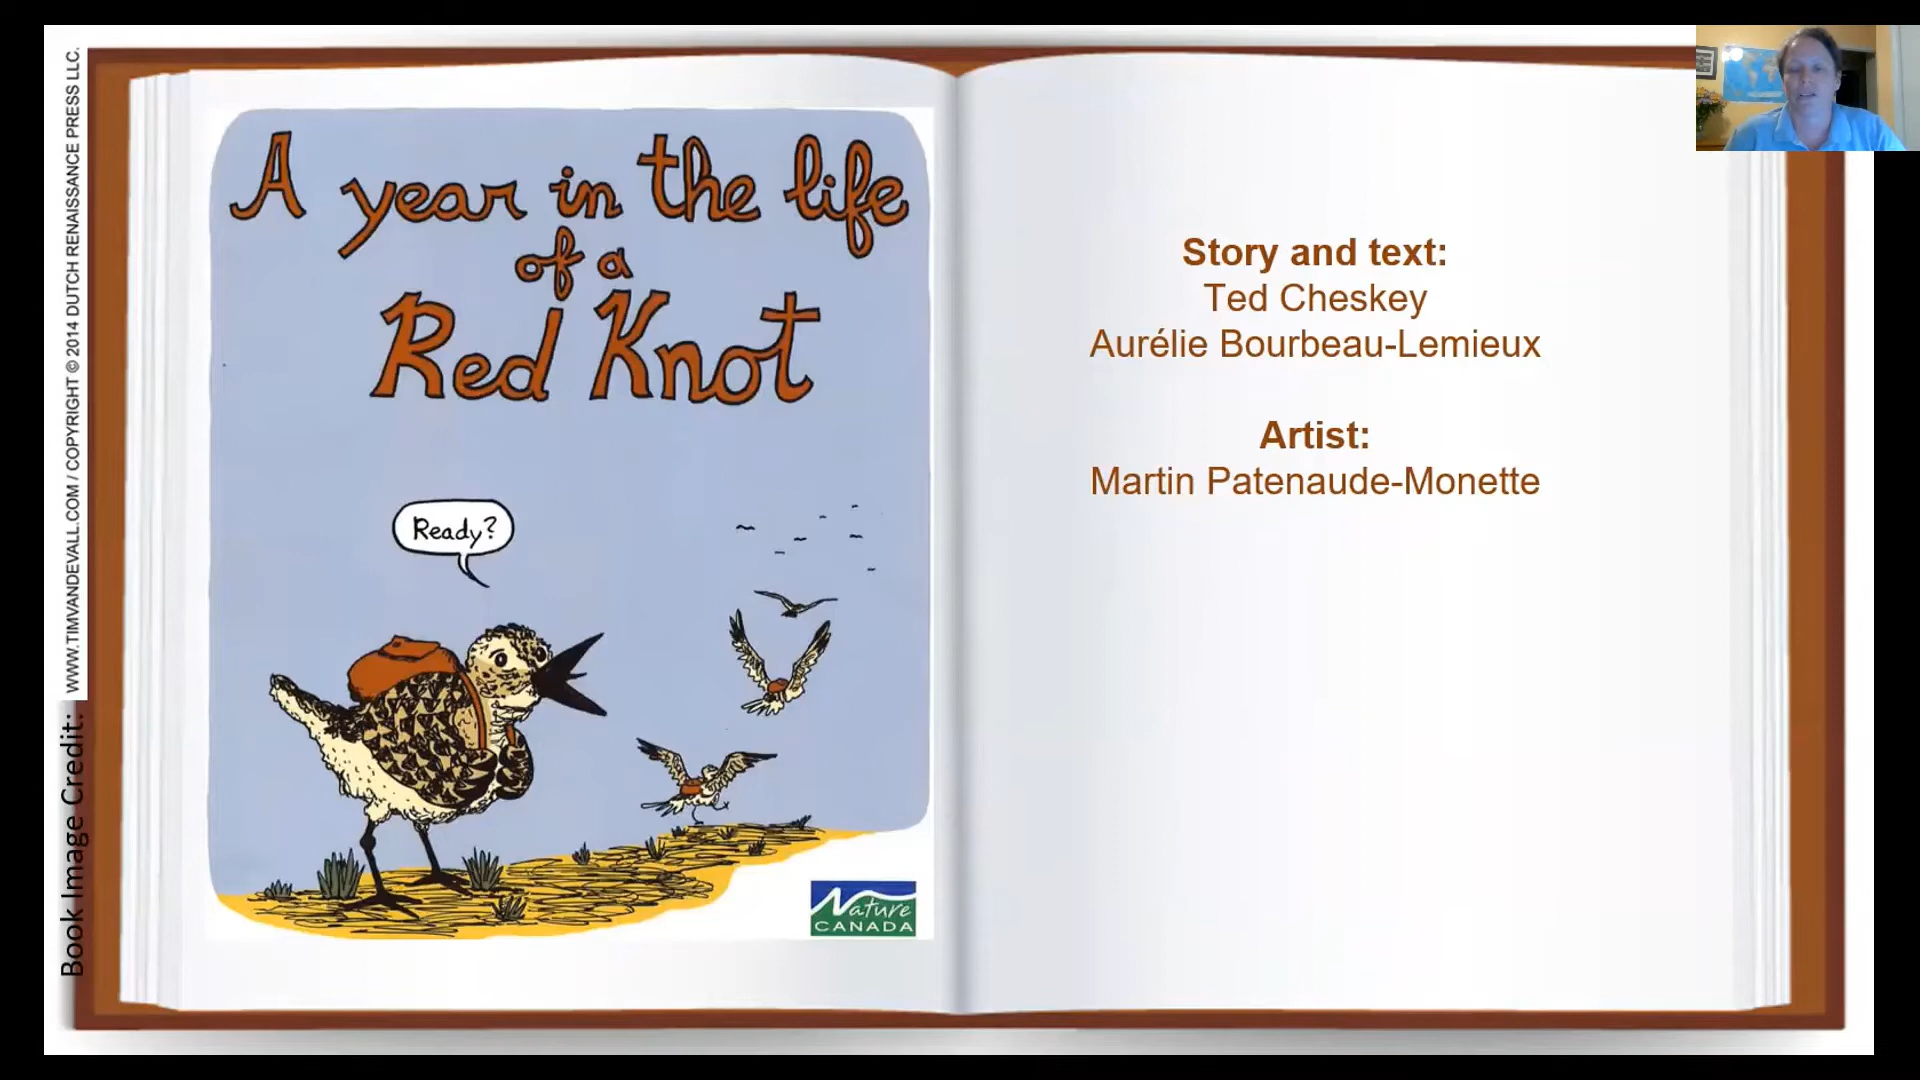 A year in the life
of a
Red Knot
Ready?
Nature
CANADA
Story and text:
Ted Cheskey
Aurélie Bourbeau-Lemieux
Artist:
Martin Patenaude-Monette
Book Image Credit: WWW.TIMVANDEVALL.COM / COPYRIGHT © 2014 DUTCH RENAISSANCE PRESS LLC.